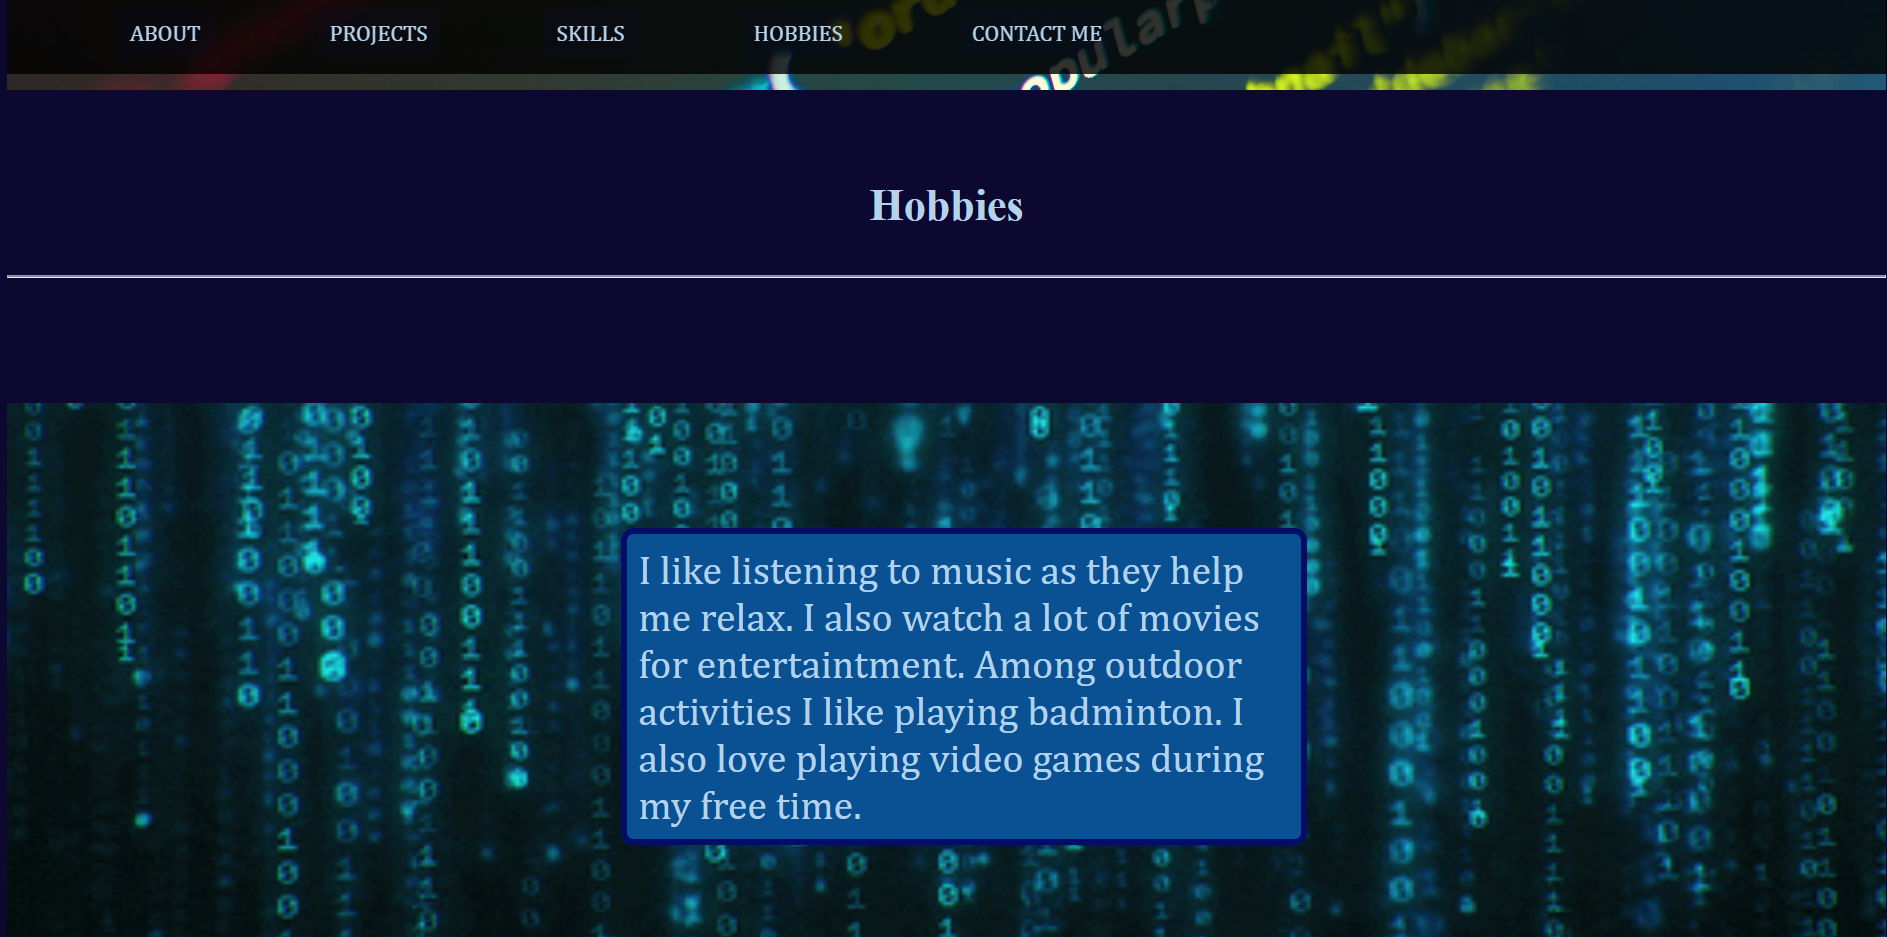 ABOUT PROJECTS SKILLS HOBBIES CONTACT ME
Hobbies
I like listening to music as they help
me relax. I also watch a lot of movies
for entertaintment. Among outdoor
activities I like playing badminton. I
also love playing video games during
my free time.